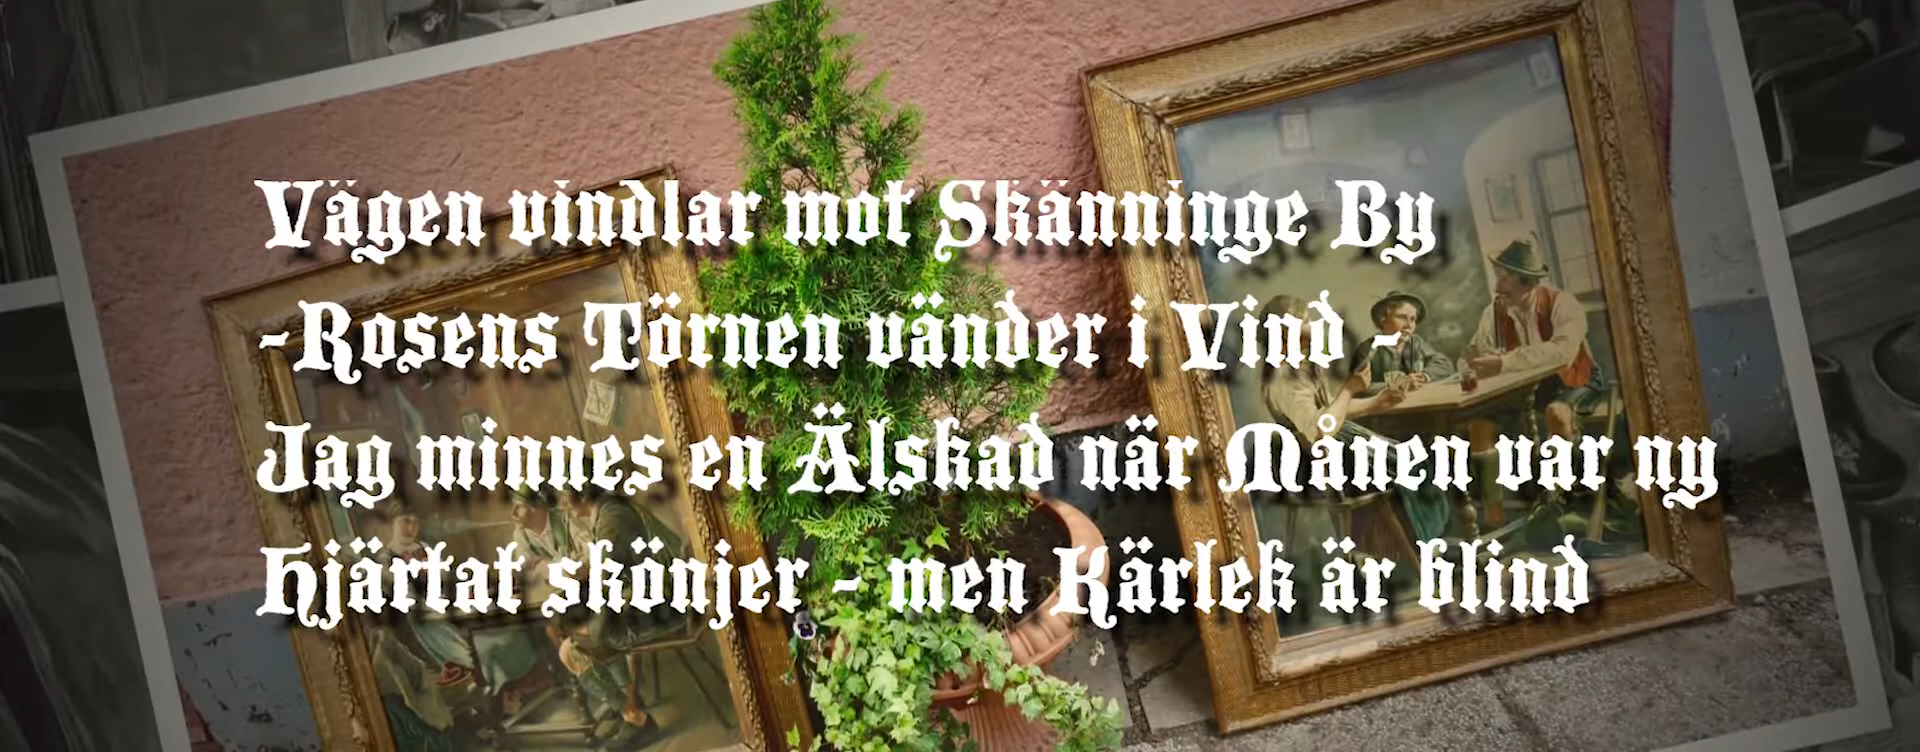 Vägen vindlar mot Skänninge By
-Rosens Törnen vänder i Vind -
Jag minnes en Älskad när Månen var ny
Hjärtat skönjer - men Kärlek är blind